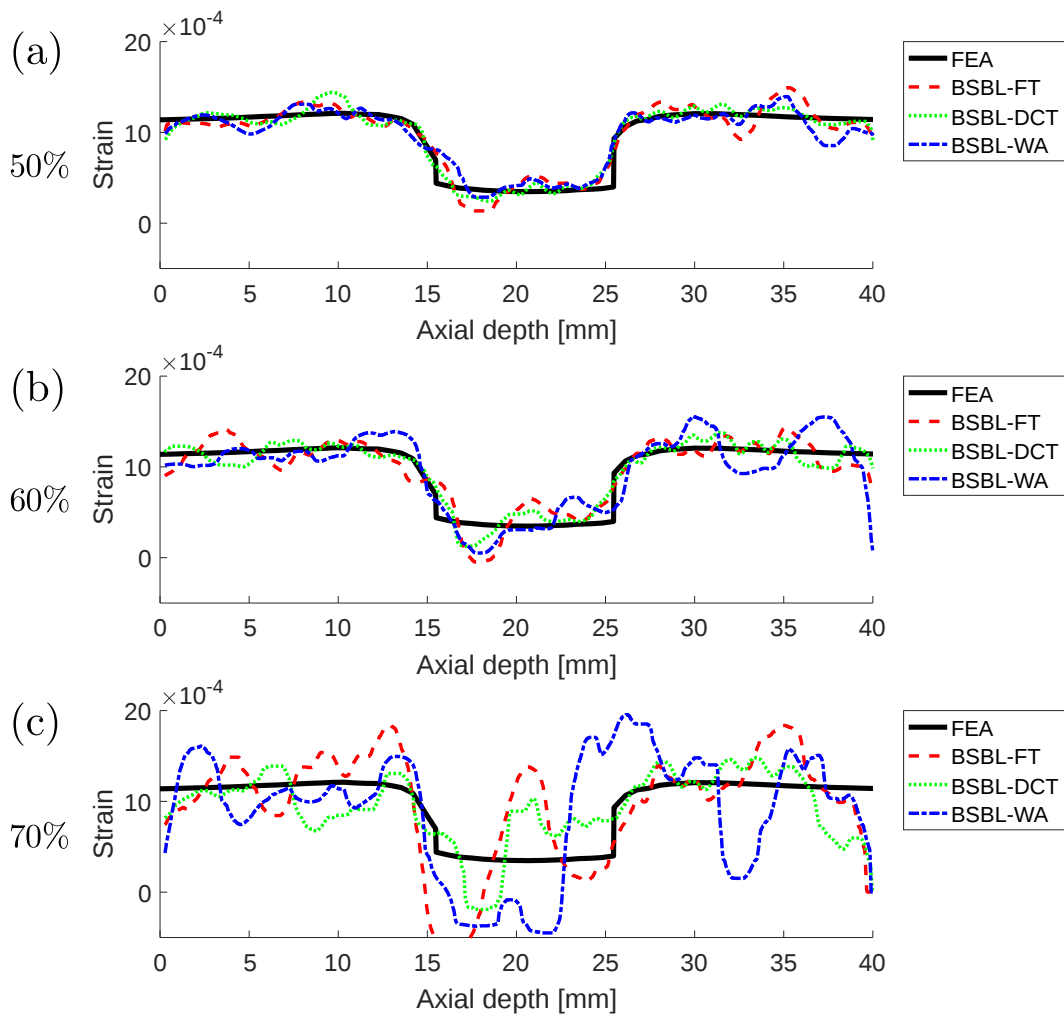 (a)
50%
×10-4
20
10
0
Strain
0 5 10 15 20 25 30 35 40
Axial depth [mm]
FEA
BSBL-FT
BSBL-DCT
BSBL-WA
(b)
60%
×10-4
20
10
0
Strain
0 5 10 15 20 25 30 35 40
Axial depth [mm]
FEA
BSBL-FT
BSBL-DCT
BSBL-WA
(c)
70%
×10-4
20
10
0
Strain
0 5 10 15 20 25 30 35 40
Axial depth [mm]
FEA
BSBL-FT
BSBL-DCT
BSBL-WA